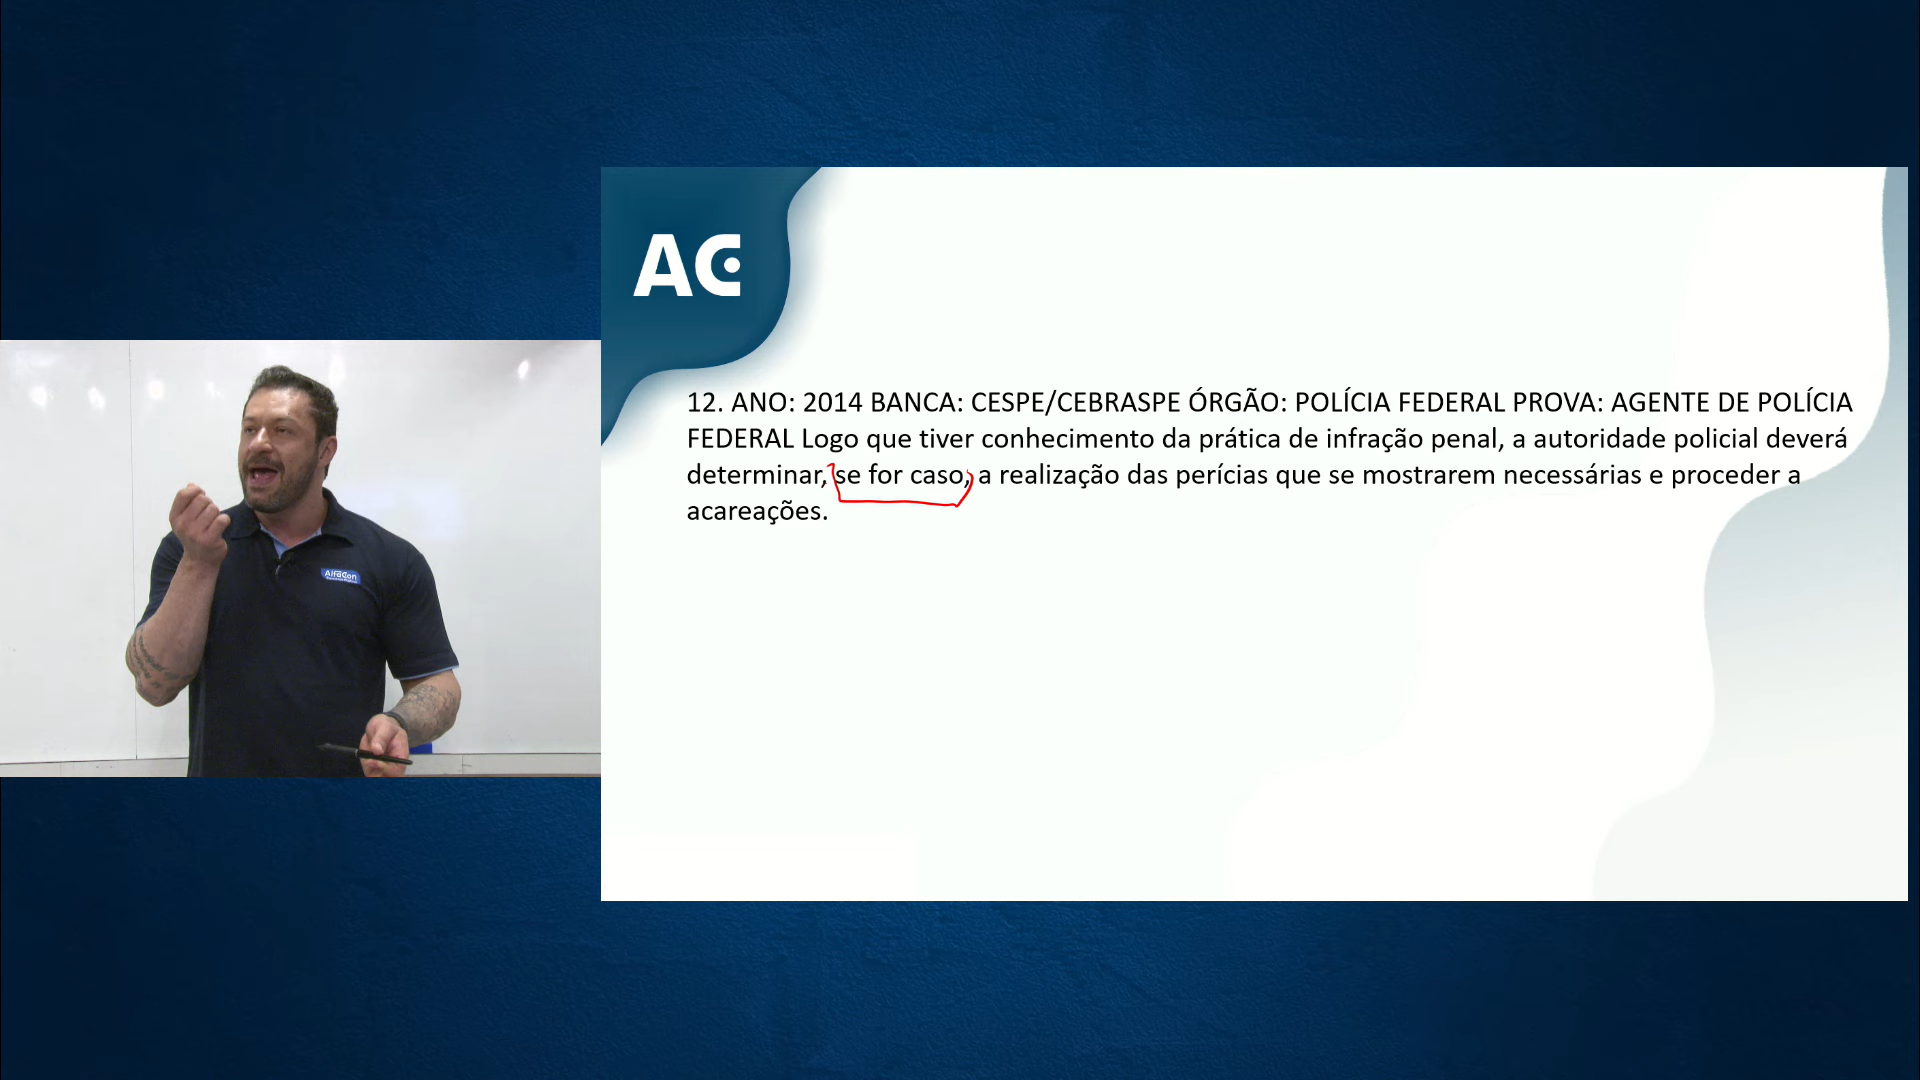 AC
12. ANO: 2014 BANCA: CESPE/CEBRASPE ÓRGÃO: POLÍCIA FEDERAL PROVA: AGENTE DE POLÍCIA
FEDERAL Logo que tiver conhecimento da prática de infração penal, a autoridade policial deverá
determinar, se for caso, a realização das perícias que se mostrarem necessárias e proceder a
acareações.
AlfaCon